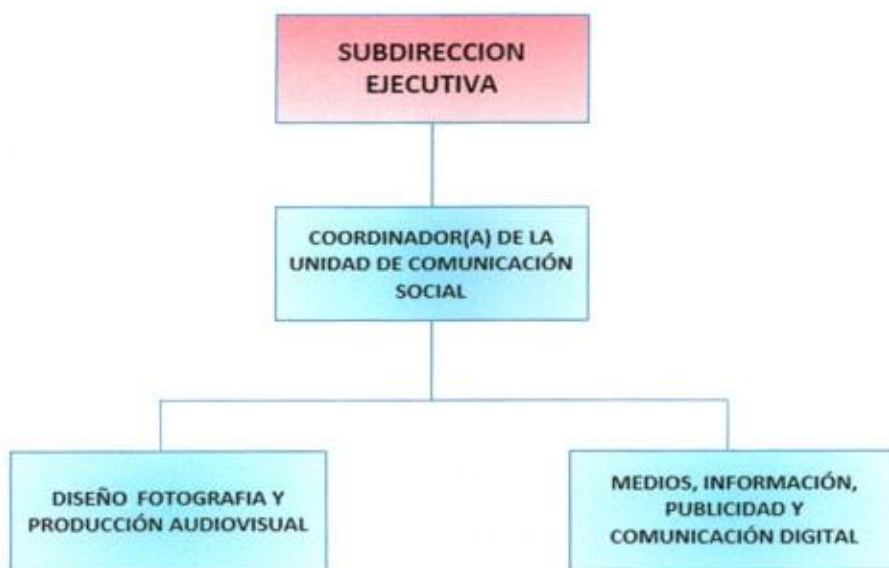 SUBDIRECCION
EJECUTIVA
COORDINADOR(A) DE LA
UNIDAD DE COMUNICACIÓN
SOCIAL
DISEÑO FOTOGRAFIA Y
PRODUCCIÓN AUDIOVISUAL
MEDIOS, INFORMACIÓN,
PUBLICIDAD Y
COMUNICACIÓN DIGITAL